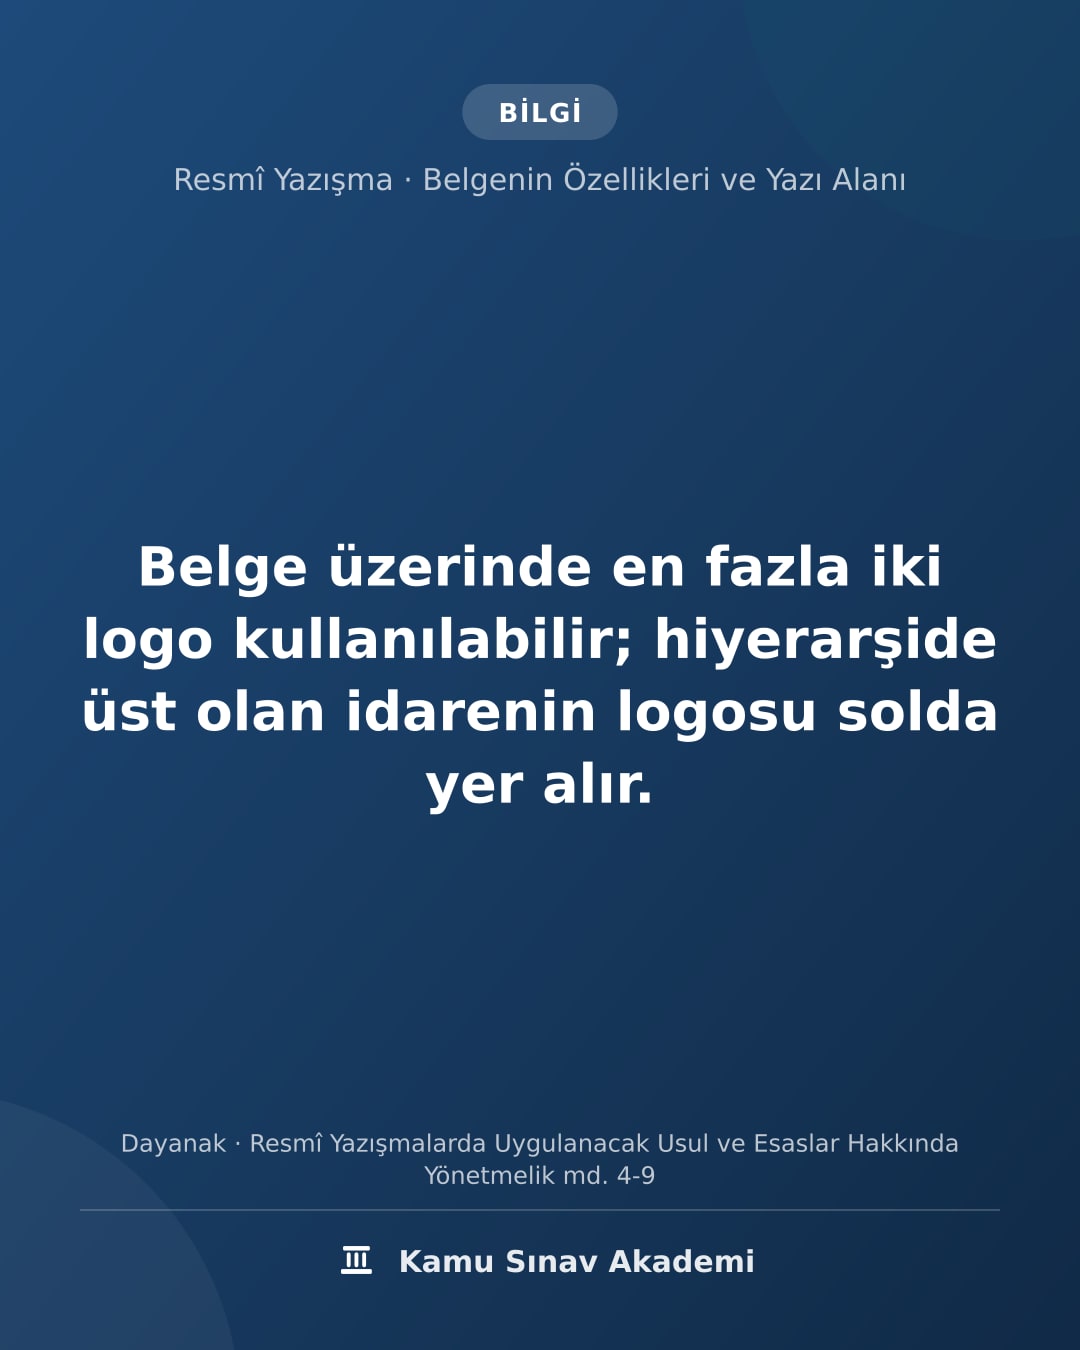 BİLGİ
Resmî Yazışma · Belgenin Özellikleri ve Yazı Alanı
Belge üzerinde en fazla iki
logo kullanılabilir; hiyerarşide
üst olan idarenin logosu solda
yer alır.
Dayanak · Resmî Yazışmalarda Uygulanacak Usul ve Esaslar Hakkında
Yönetmelik md. 4-9
Kamu Sınav Akademi